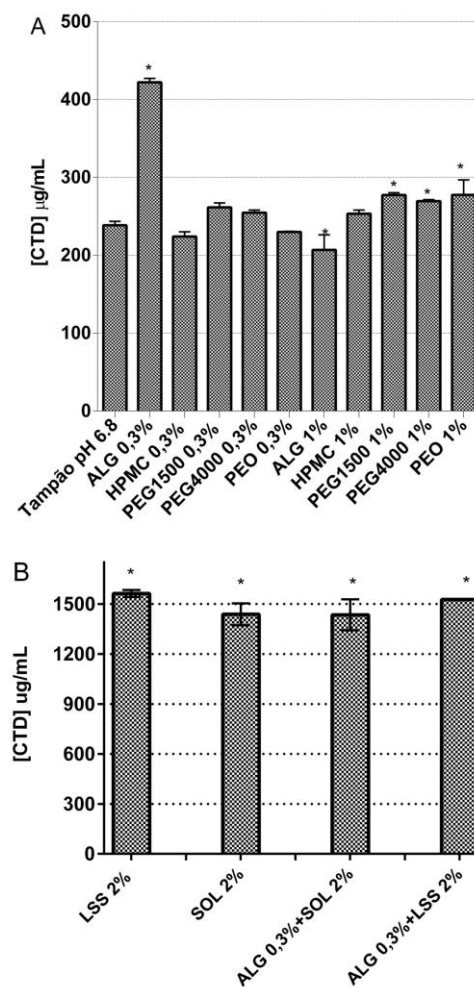 A
[CTD] µg/mL
500
400
300
200
100
0
*
*
*
*
*
Tampão pH 6.8
ALG 0,3%
HPMC 0,3%
PEG1500 0,3%
PEG4000 0,3%
PEO 0,3%
ALG 1%
HPMC 1%
PEG1500 1%
PEG4000 1%
PEO 1%
B
[CTD] ug/mL
1500
1200
900
600
300
0
*
*
*
*
LSS 2%
SOL 2%
ALG 0,3%+SOL 2%
ALG 0,3%+LSS 2%